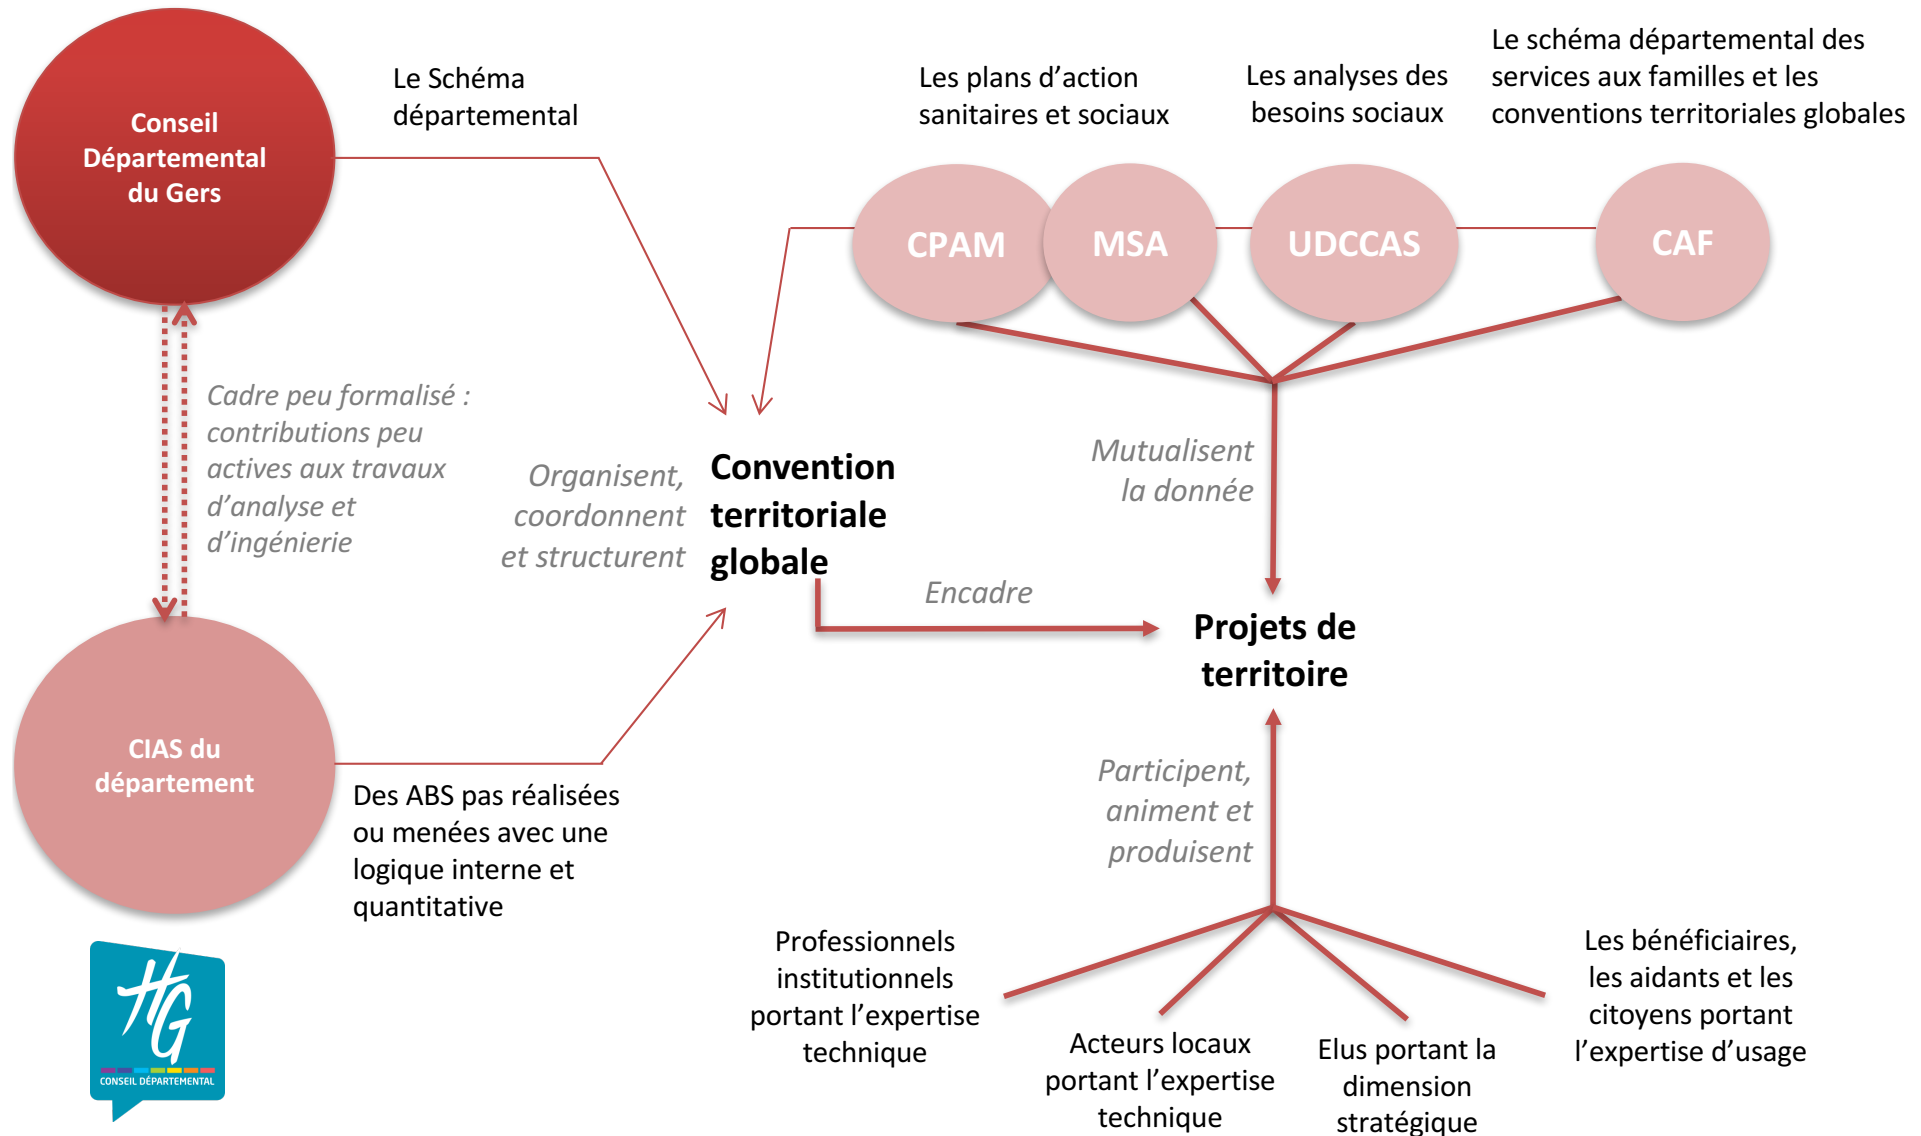 Conseil
Départemental
du Gers
Le Schéma
départemental
Les plans d’action
sanitaires et sociaux
Les analyses des
besoins sociaux
Le schéma départemental des
services aux familles et les
conventions territoriales globales
CPAM
MSA
UDCCAS
CAF
Cadre peu formalisé :
contributions peu
actives aux travaux
d’analyse et
d’ingénierie
Organisent,
coordonnent
et structurent
Convention
territoriale
globale
Mutualisent
la donnée
Encadre
Projets de
territoire
CIAS du
département
Des ABS pas réalisées
ou menées avec une
logique interne et
quantitative
Participent,
animent et
produisent
Professionnels
institutionnels
portant l’expertise
technique
Acteurs locaux
portant l’expertise
technique
Elus portant la
dimension
stratégique
Les bénéficiaires,
les aidants et les
citoyens portant
l’expertise d’usage
HG
CONSEIL DÉPARTEMENTAL